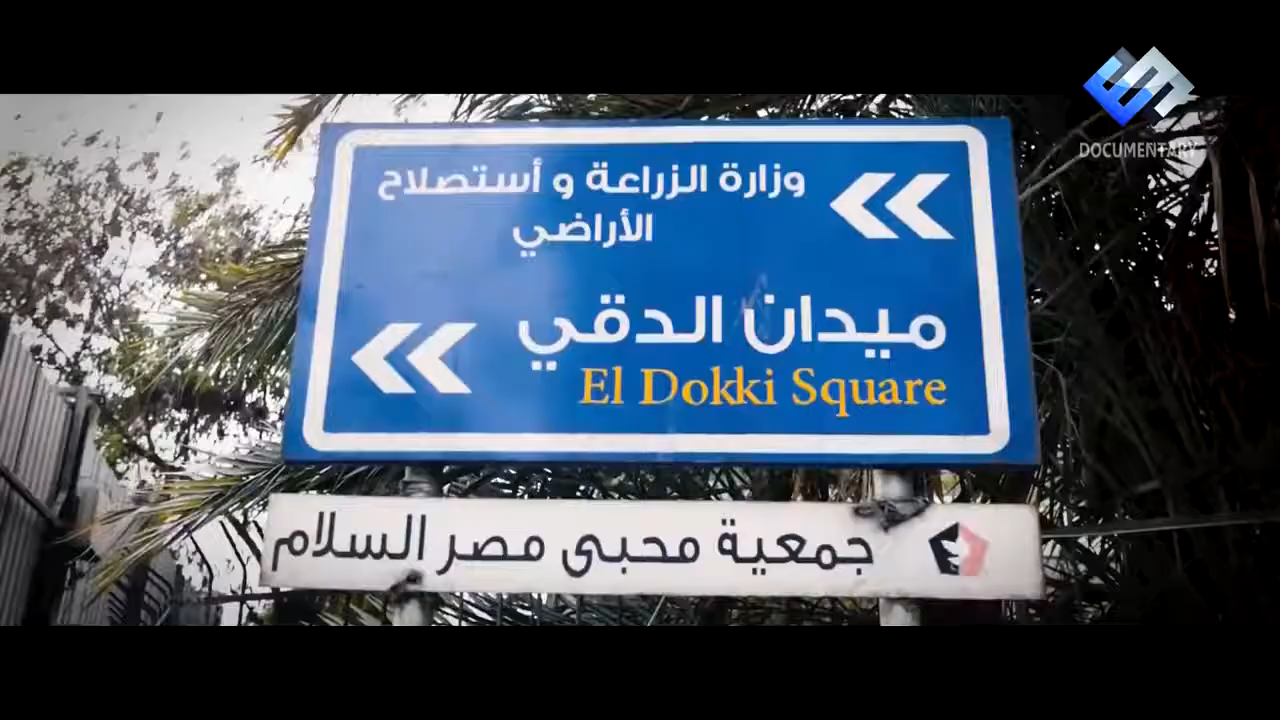 DOCUMENTARY
وزارة الزراعة و أستصلاح
الأراضي
ميدان الدقي
El Dokki Square
جمعية محبى مصر السلام